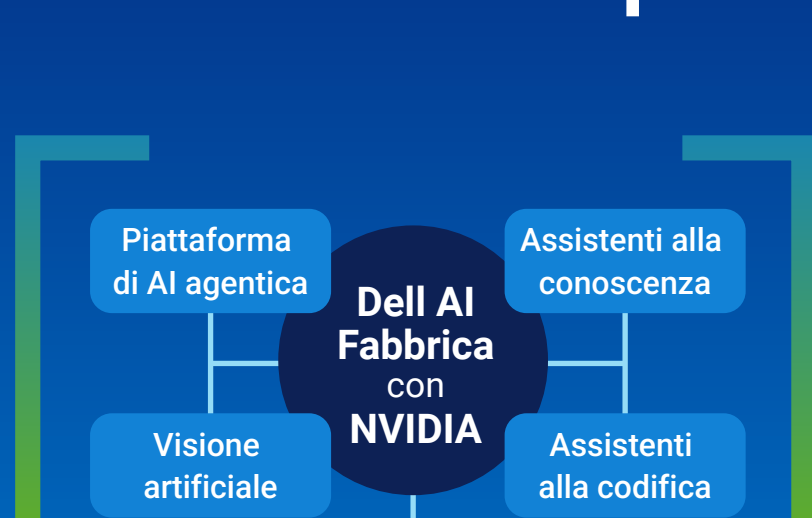 Piattaforma
di AI agentica
Assistenti alla
conoscenza
Dell AI
Fabbrica
con
NVIDIA
Visione
artificiale
Assistenti
alla codifica